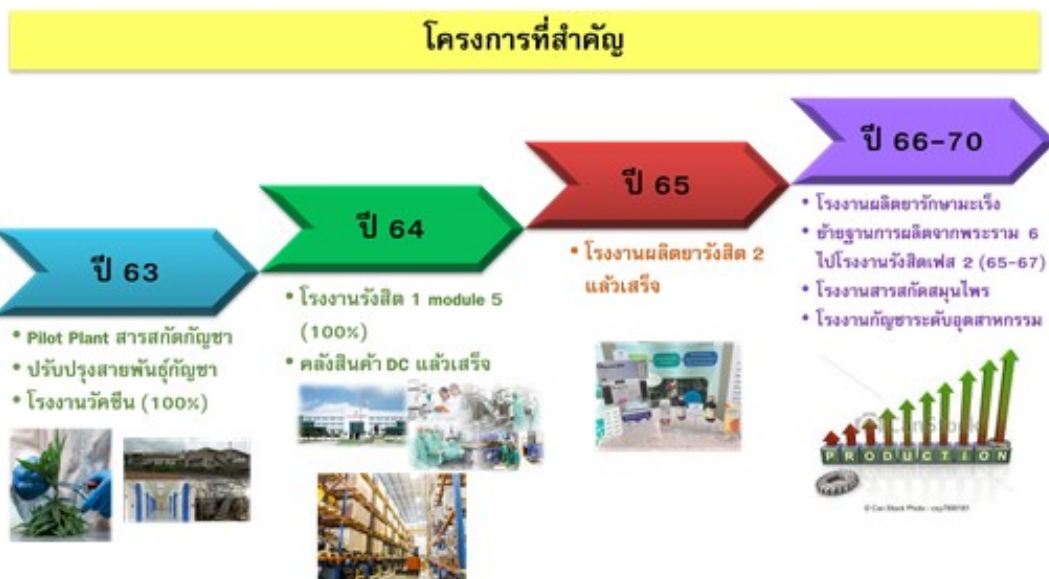 โครงการที่สำคัญ
ปี 63
• Pilot Plant สารสกัดกัญชา
• ปรับปรุงสายพันธุ์กัญชา
• โรงงานวัคซีน (100%)
ปี 64
• โรงงานรังสิต 1 module 5
(100%)
• คลังสินค้า DC แล้วเสร็จ
ปี 65
• โรงงานผลิตยารังสิต 2
แล้วเสร็จ
ปี 66-70
• โรงงานผลิตยารักษามะเร็ง
• ย้ายฐานการผลิตจากพระราม 6
ไปโรงงานรังสิตเฟส 2 (65-67)
• โรงงานสารสกัดสมุนไพร
• โรงงานกัญชาระดับอุตสาหกรรม
PRODUCTION
© Can Stock Photo